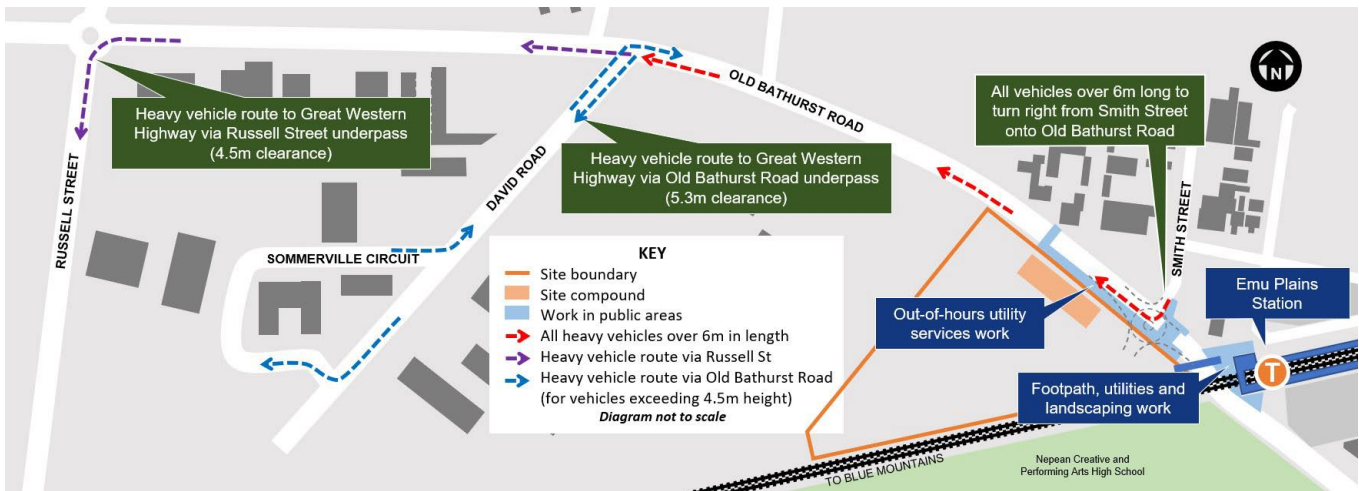 Heavy vehicle route to Great Western
Highway via Russell Street underpass
(4.5m clearance)
RUSSELL STREET
SOMMERVILLE CIRCUIT
DAVID ROAD
Heavy vehicle route to Great Western
Highway via Old Bathurst Road underpass
(5.3m clearance)
OLD BATHURST ROAD
All vehicles over 6m long to
turn right from Smith Street
onto Old Bathurst Road
N
SMITH STREET
KEY
Site boundary
Site compound
Work in public areas
All heavy vehicles over 6m in length
Heavy vehicle route via Russell St
Heavy vehicle route via Old Bathurst Road
(for vehicles exceeding 4.5m height)
Diagram not to scale
Out-of-hours utility
services work
Emu Plains
Station
T
Footpath, utilities and
landscaping work
TO BLUE MOUNTAINS
Nepean Creative and
Performing Arts High School